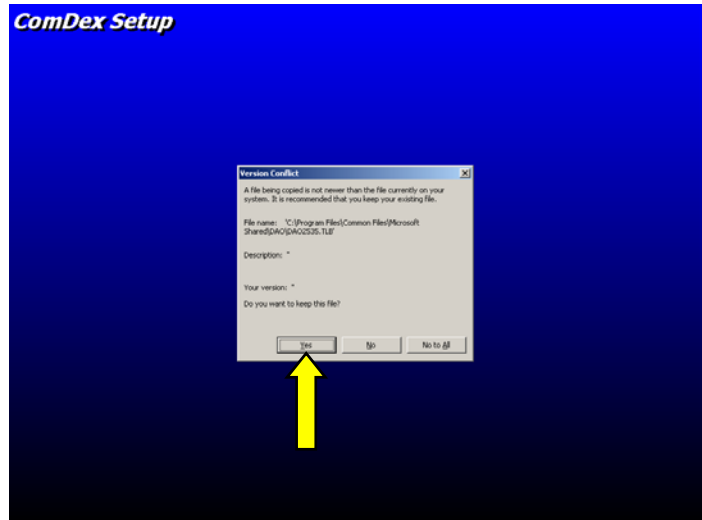 ComDex Setup
Version Conflict
A file being copied is not newer than the file currently on your
system. It is recommended that you keep your existing file.
File name: 'C:\Program Files\Common Files\Microsoft
Shared\DAO\DAO2535.TLB'
Description: "
Your version: "
Do you want to keep this file?
Yes No No to All